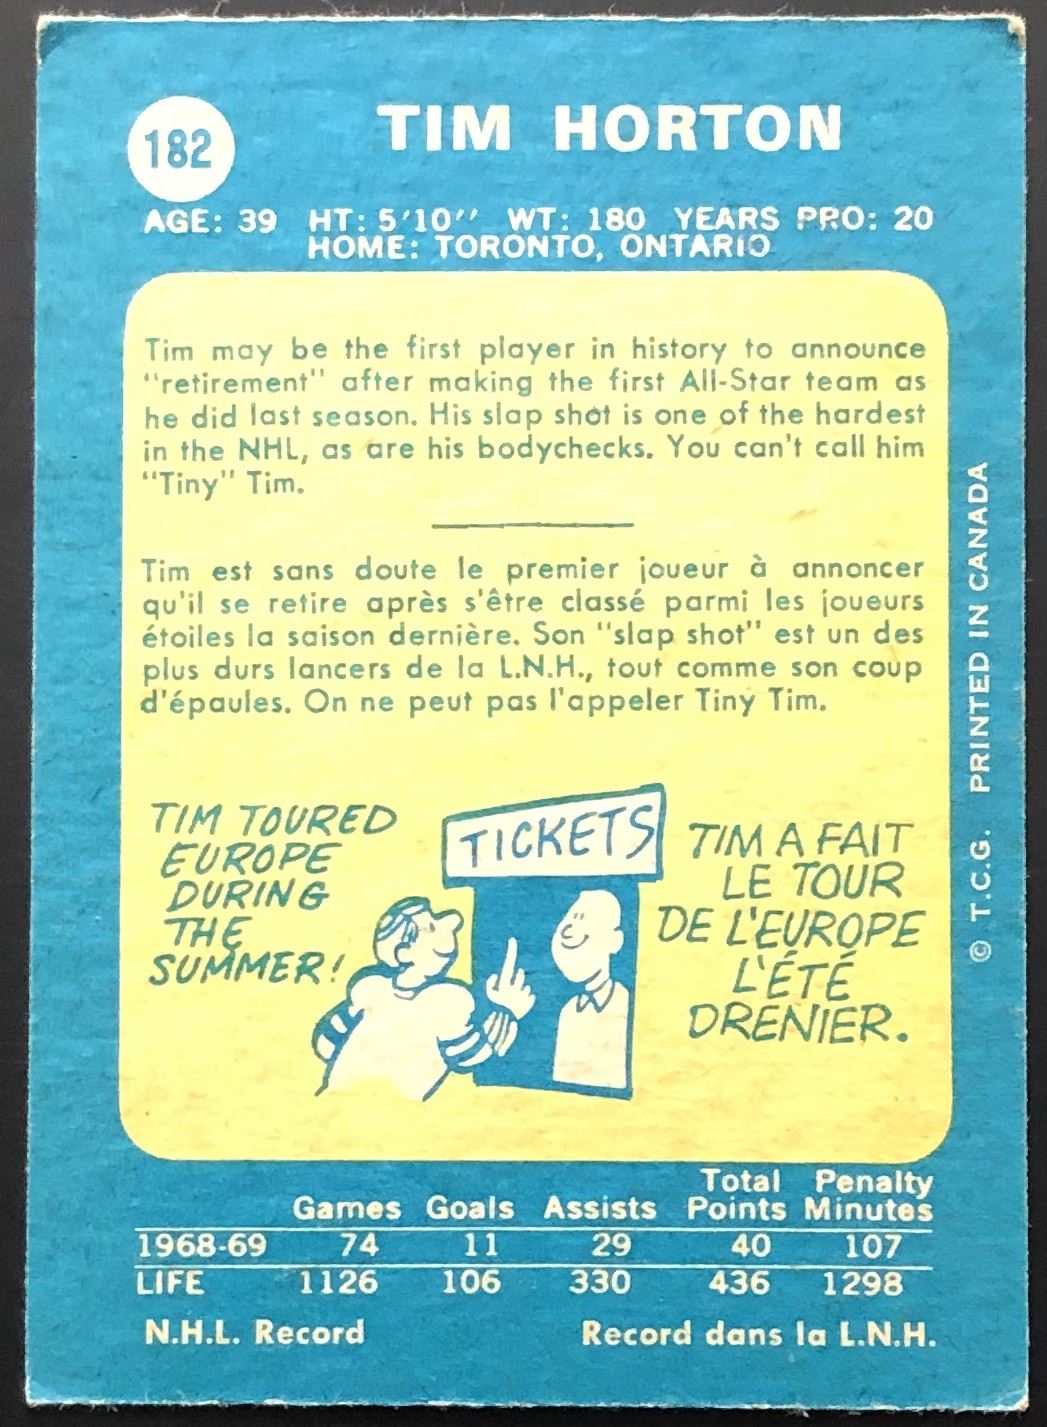 182
TIM HORTON
AGE: 39 HT: 5'10'' WT: 180 YEARS PRO: 20
HOME: TORONTO, ONTARIO
Tim may be the first player in history to announce
"retirement" after making the first All-Star team as
he did last season. His slap shot is one of the hardest
in the NHL, as are his bodychecks. You can't call him
"Tiny" Tim.
Tim est sans doute le premier joueur à annoncer
qu'il se retire après s'être classé parmi les joueurs
étoiles la saison dernière. Son "slap shot" est un des
plus durs lancers de la L.N.H., tout comme son coup
d'épaules. On ne peut pas l'appeler Tiny Tim.
TIM TOURED
EUROPE
DURING
THE
SUMMER!
TICKETS
TIM A FAIT
LE TOUR
DE L'EUROPE
L'ÉTÉ
DRENIER.
© T.C.G. PRINTED IN CANADA
Games Goals Assists Total Points Penalty Minutes
1968-69 74 11 29 40 107
LIFE 1126 106 330 436 1298
N.H.L. Record Record dans la L.N.H.